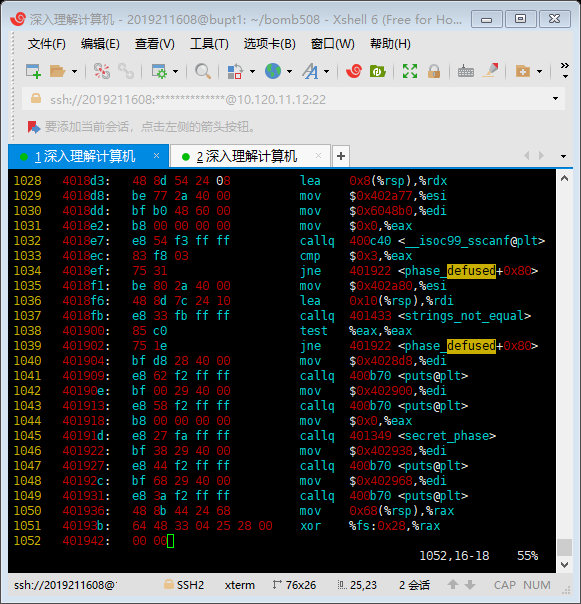 深入理解计算机 - 2019211608@bupt1: ~/bomb508 - Xshell 6 (Free for Ho...
文件(F) 编辑(E) 查看(V) 工具(T) 选项卡(B) 窗口(W) 帮助(H)
ssh://2019211608:**************@10.120.11.12:22
要添加当前会话，点击左侧的箭头按钮。
1 深入理解计算机 × 2 深入理解计算机 × +
1028 4018d3: 48 8d 54 24 08 lea 0x8(%rsp),%rdx
1029 4018d8: be 77 2a 40 00 mov $0x402a77,%esi
1030 4018dd: bf b0 48 60 00 mov $0x6048b0,%edi
1031 4018e2: b8 00 00 00 00 mov $0x0,%eax
1032 4018e7: e8 54 f3 ff ff callq 400c40 <__isoc99_sscanf@plt>
1033 4018ec: 83 f8 03 cmp $0x3,%eax
1034 4018ef: 75 31 jne 401922 <phase_defused+0x80>
1035 4018f1: be 80 2a 40 00 mov $0x402a80,%esi
1036 4018f6: 48 8d 7c 24 10 lea 0x10(%rsp),%rdi
1037 4018fb: e8 33 fb ff ff callq 401433 <strings_not_equal>
1038 401900: 85 c0 test %eax,%eax
1039 401902: 75 1e jne 401922 <phase_defused+0x80>
1040 401904: bf d8 28 40 00 mov $0x4028d8,%edi
1041 401909: e8 62 f2 ff ff callq 400b70 <puts@plt>
1042 40190e: bf 00 29 40 00 mov $0x402900,%edi
1043 401913: e8 58 f2 ff ff callq 400b70 <puts@plt>
1044 401918: b8 00 00 00 00 mov $0x0,%eax
1045 40191d: e8 27 fa ff ff callq 401349 <secret_phase>
1046 401922: bf 38 29 40 00 mov $0x402938,%edi
1047 401927: e8 44 f2 ff ff callq 400b70 <puts@plt>
1048 40192c: bf 68 29 40 00 mov $0x402968,%edi
1049 401931: e8 3a f2 ff ff callq 400b70 <puts@plt>
1050 401936: 48 8b 44 24 68 mov 0x68(%rsp),%rax
1051 40193b: 64 48 33 04 25 28 00 xor %fs:0x28,%rax
1052 401942: 00 00
1052,16-18 55%
ssh://2019211608@ SSH2 xterm 76x26 25,23 2 会话 CAP NUM